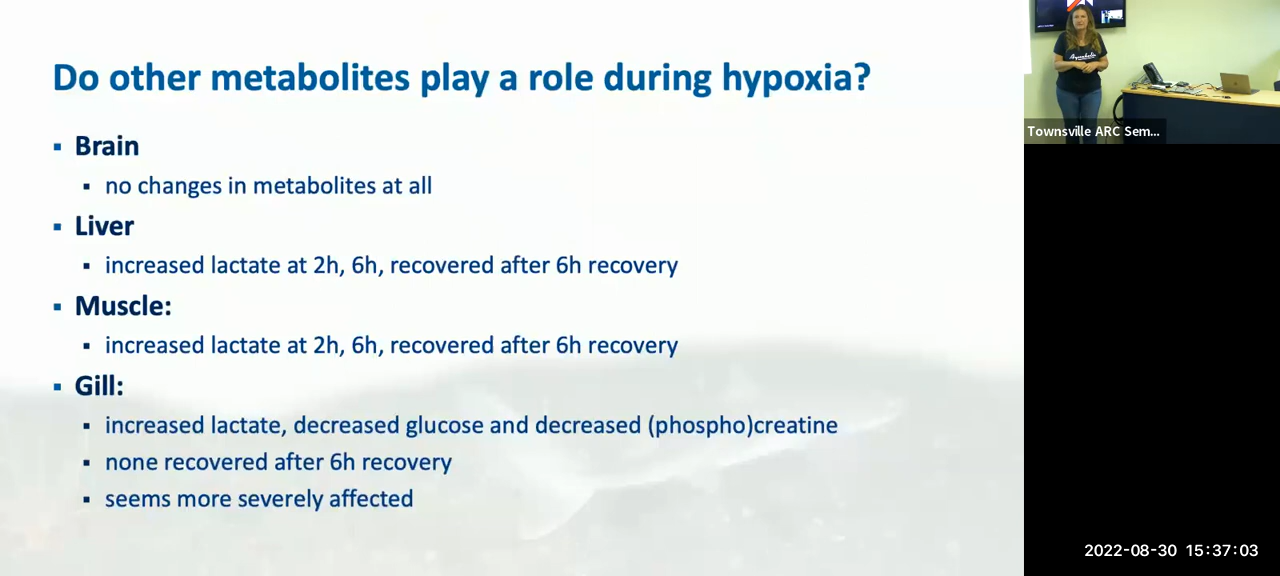 Do other metabolites play a role during hypoxia?
Brain
no changes in metabolites at all
Liver
increased lactate at 2h, 6h, recovered after 6h recovery
Muscle:
increased lactate at 2h, 6h, recovered after 6h recovery
Gill:
increased lactate, decreased glucose and decreased (phospho)creatine
none recovered after 6h recovery
seems more severely affected
Townsville ARC Sem...
2022-08-30 15:37:03